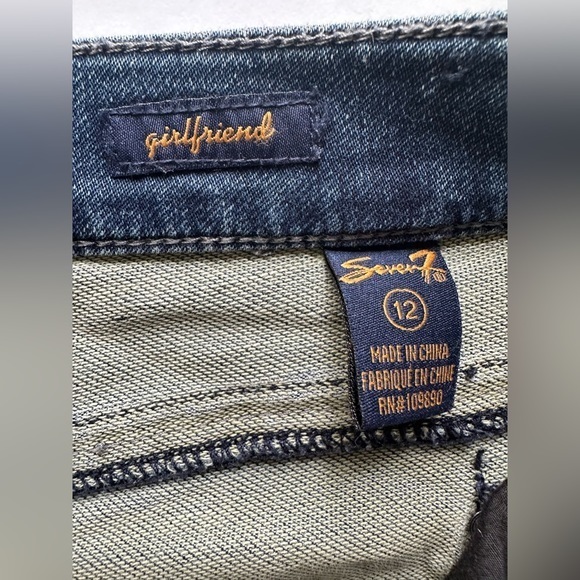 girlfriend
Seven7
12
MADE IN CHINA
FABRIQUÉ EN CHINE
RN#109890